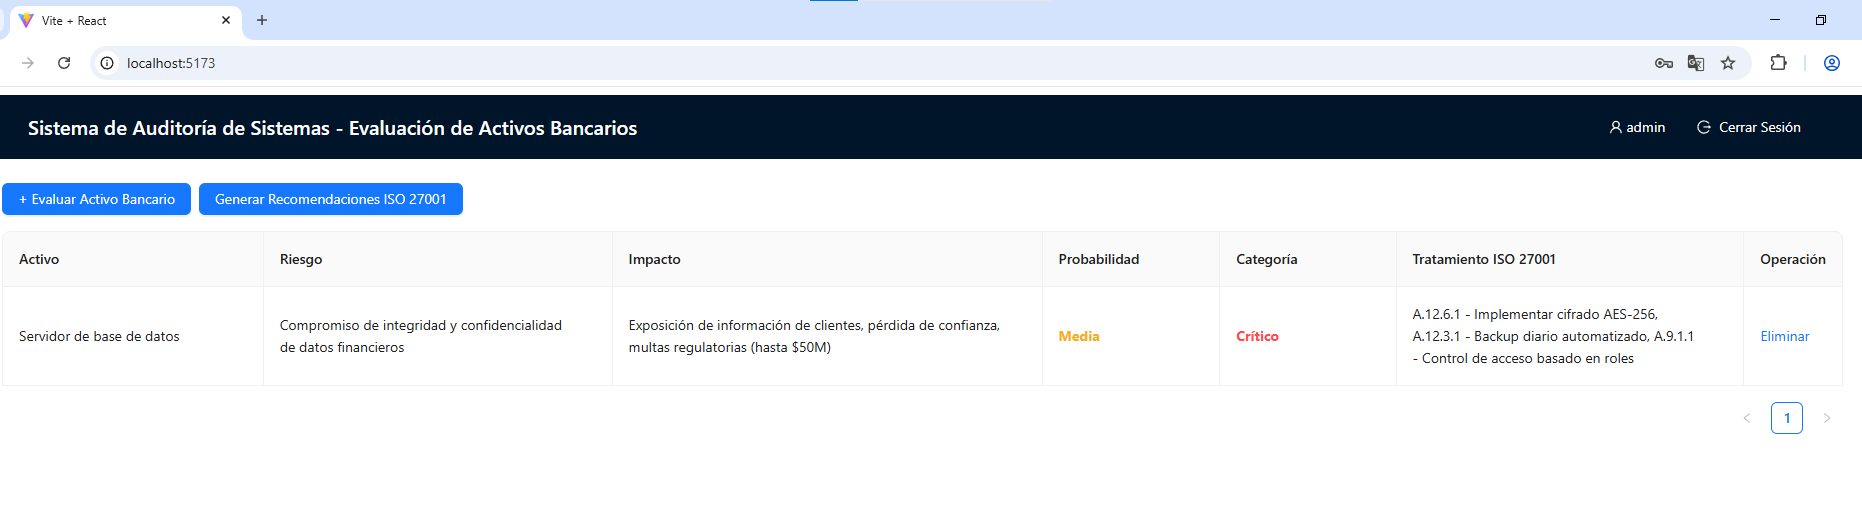 Vite + React
localhost:5173
Sistema de Auditoría de Sistemas - Evaluación de Activos Bancarios
admin
Cerrar Sesión
+ Evaluar Activo Bancario
Generar Recomendaciones ISO 27001
Activo
Riesgo
Impacto
Probabilidad
Categoría
Tratamiento ISO 27001
Operación
Servidor de base de datos
Compromiso de integridad y confidencialidad
de datos financieros
Exposición de información de clientes, pérdida de confianza,
multas regulatorias (hasta $50M)
Media
Crítico
A.12.6.1 - Implementar cifrado AES-256,
A.12.3.1 - Backup diario automatizado, A.9.1.1
- Control de acceso basado en roles
Eliminar
1